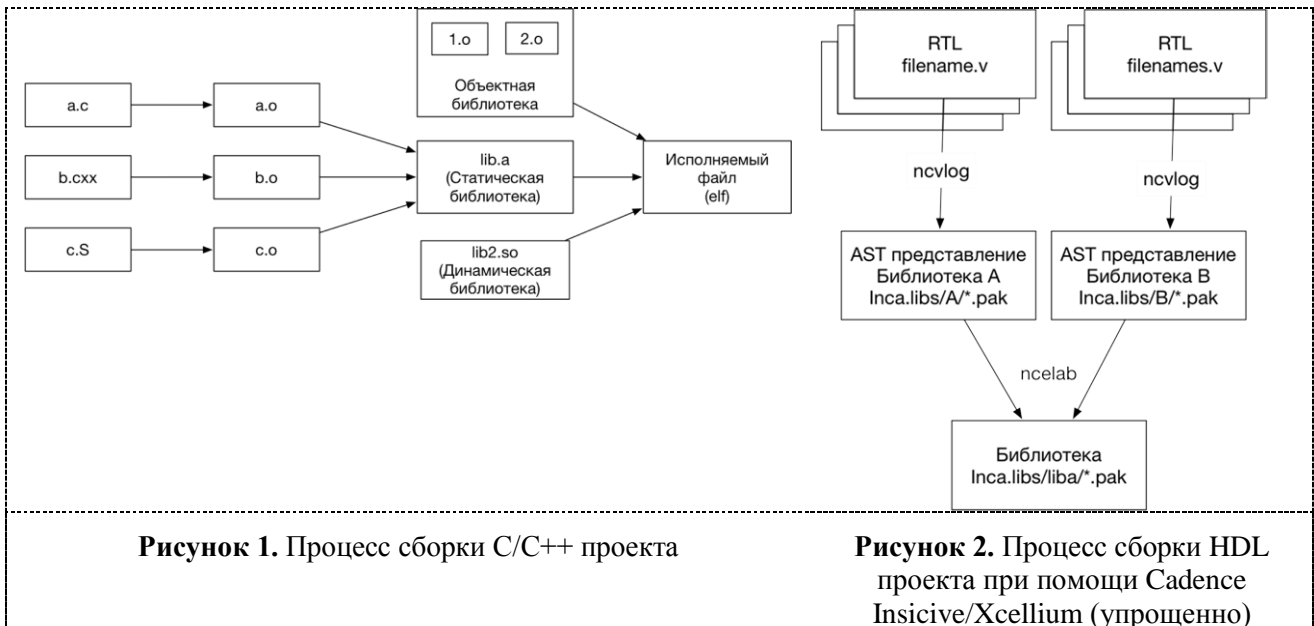 1.o
2.o
Объектная
библиотека
a.c
a.o
b.cxx
b.o
c.S
c.o
lib.a
(Статическая
библиотека)
Исполняемый
файл
(elf)
lib2.so
(Динамическая
библиотека)
RTL
filename.v
RTL
filenames.v
ncvlog
ncvlog
AST представление
Библиотека A
Inca.libs/A/*.pak
AST представление
Библиотека B
Inca.libs/B/*.pak
ncelab
Библиотека
Inca.libs/liba/*.pak
Рисунок 1. Процесс сборки C/C++ проекта
Рисунок 2. Процесс сборки HDL
проекта при помощи Cadence
Insicive/Xcellium (упрощенно)